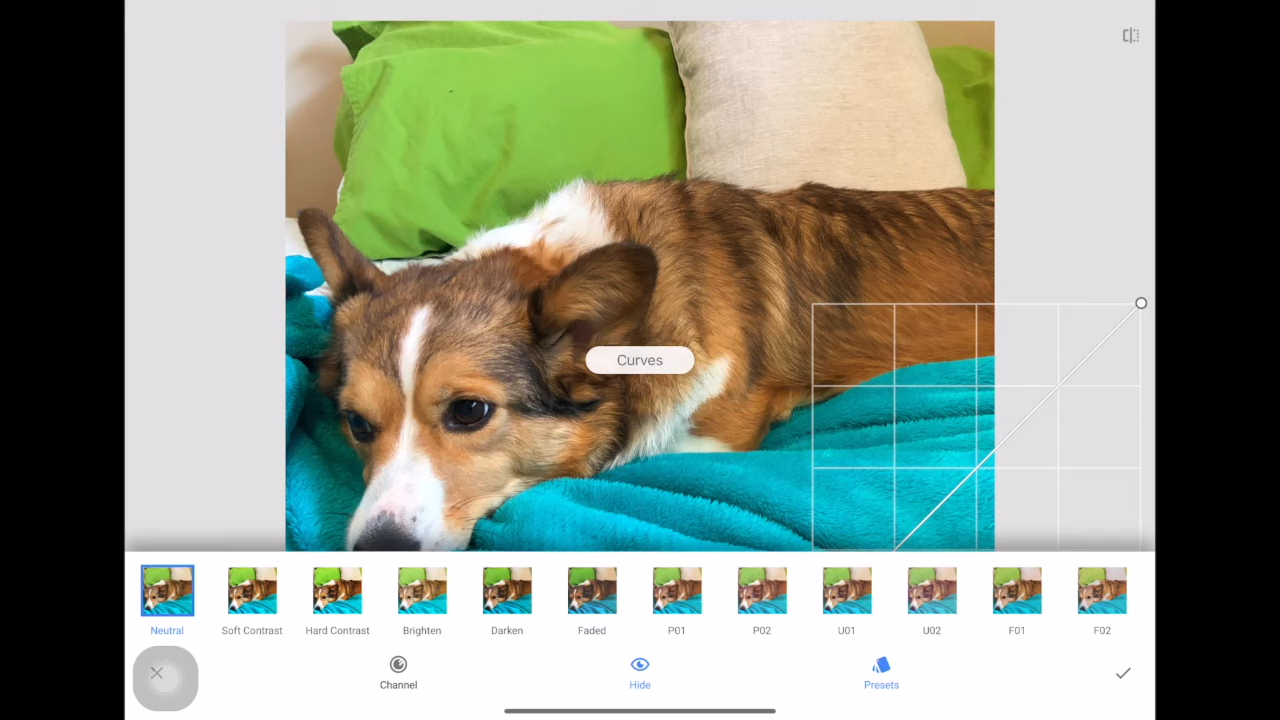 Curves
Neutral
Soft Contrast
Hard Contrast
Brighten
Darken
Faded
P01
P02
U01
U02
F01
F02
Channel
Hide
Presets